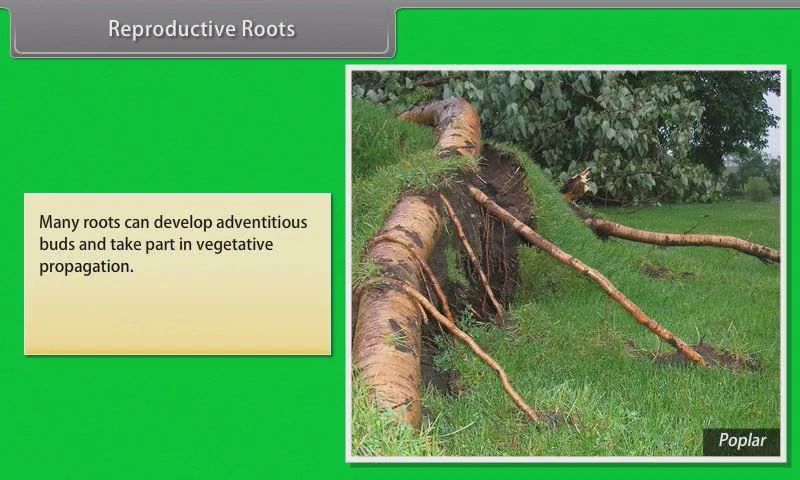 Reproductive Roots
Many roots can develop adventitious
buds and take part in vegetative
propagation.
Poplar